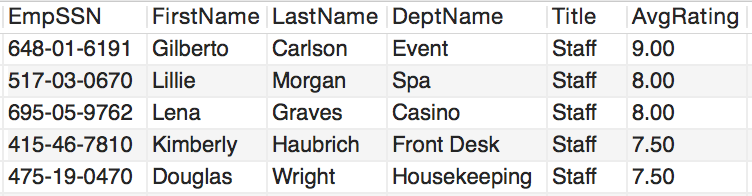 EmpSSN FirstName LastName DeptName Title AvgRating
648-01-6191 Gilberto Carlson Event Staff 9.00
517-03-0670 Lillie Morgan Spa Staff 8.00
695-05-9762 Lena Graves Casino Staff 8.00
415-46-7810 Kimberly Haubrich Front Desk Staff 7.50
475-19-0470 Douglas Wright Housekeeping Staff 7.50